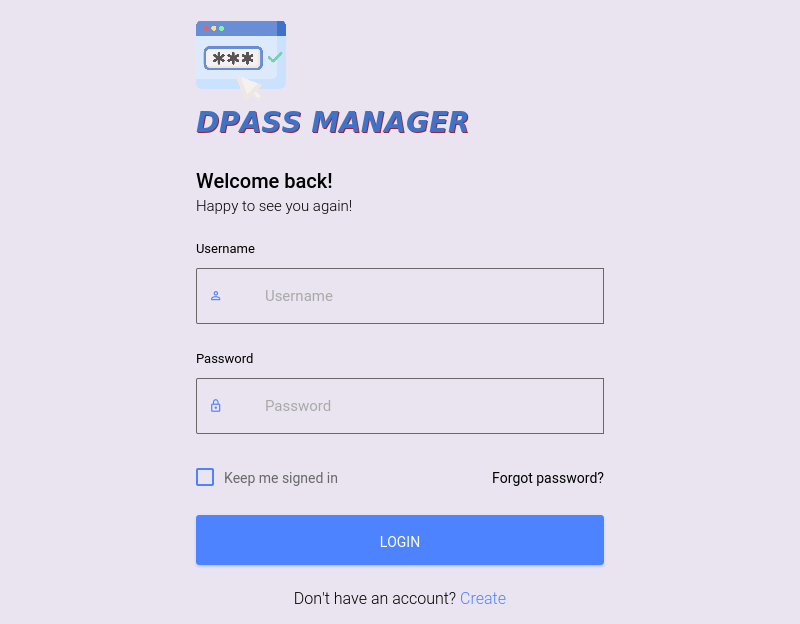 ***
DPASS MANAGER
Welcome back!
Happy to see you again!
Username
Username
Password
Password
Keep me signed in
Forgot password?
LOGIN
Don't have an account? Create